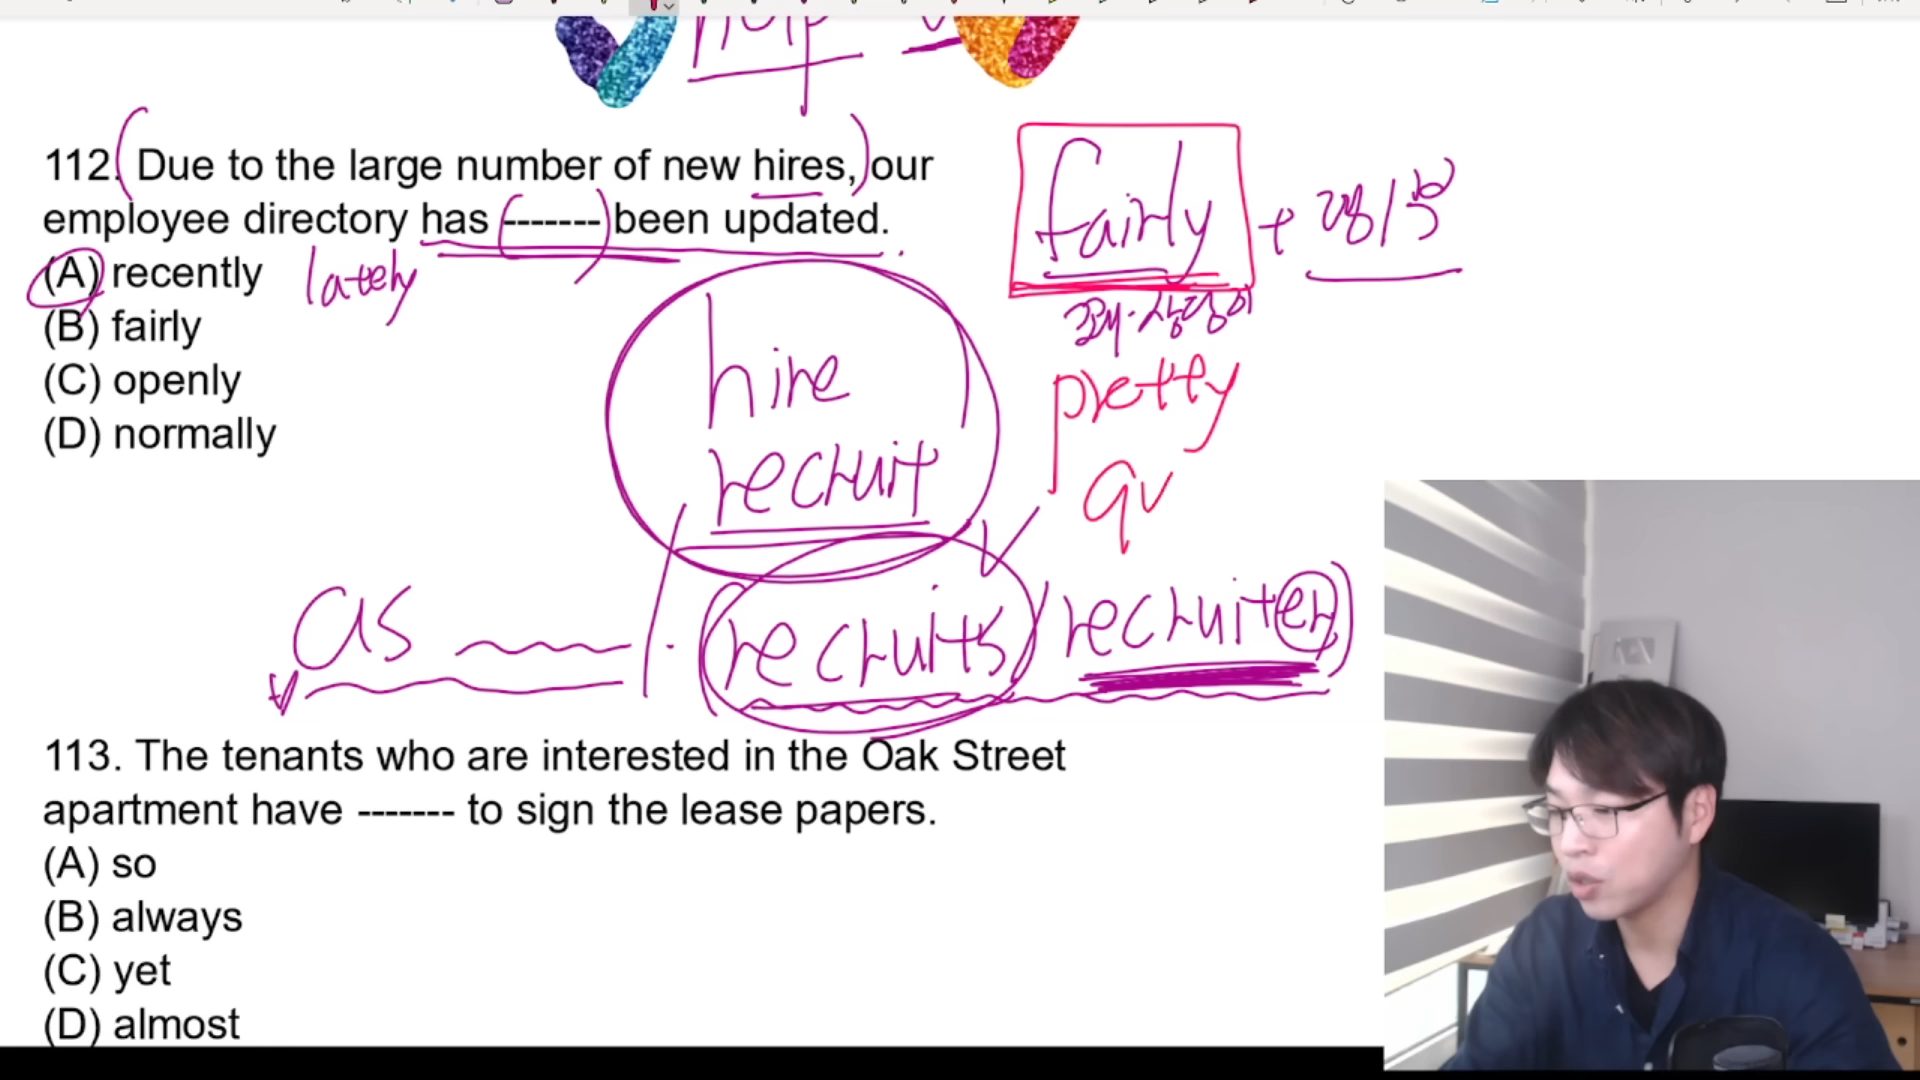 help
112. Due to the large number of new hires, our
employee directory has ------- been updated.
(A) recently lately
(B) fairly
(C) openly
(D) normally
fairly + 형/부
꽤. 상당히
pretty
qu
hire
recruit
as
recruits / recruiter
113. The tenants who are interested in the Oak Street
apartment have ------- to sign the lease papers.
(A) so
(B) always
(C) yet
(D) almost